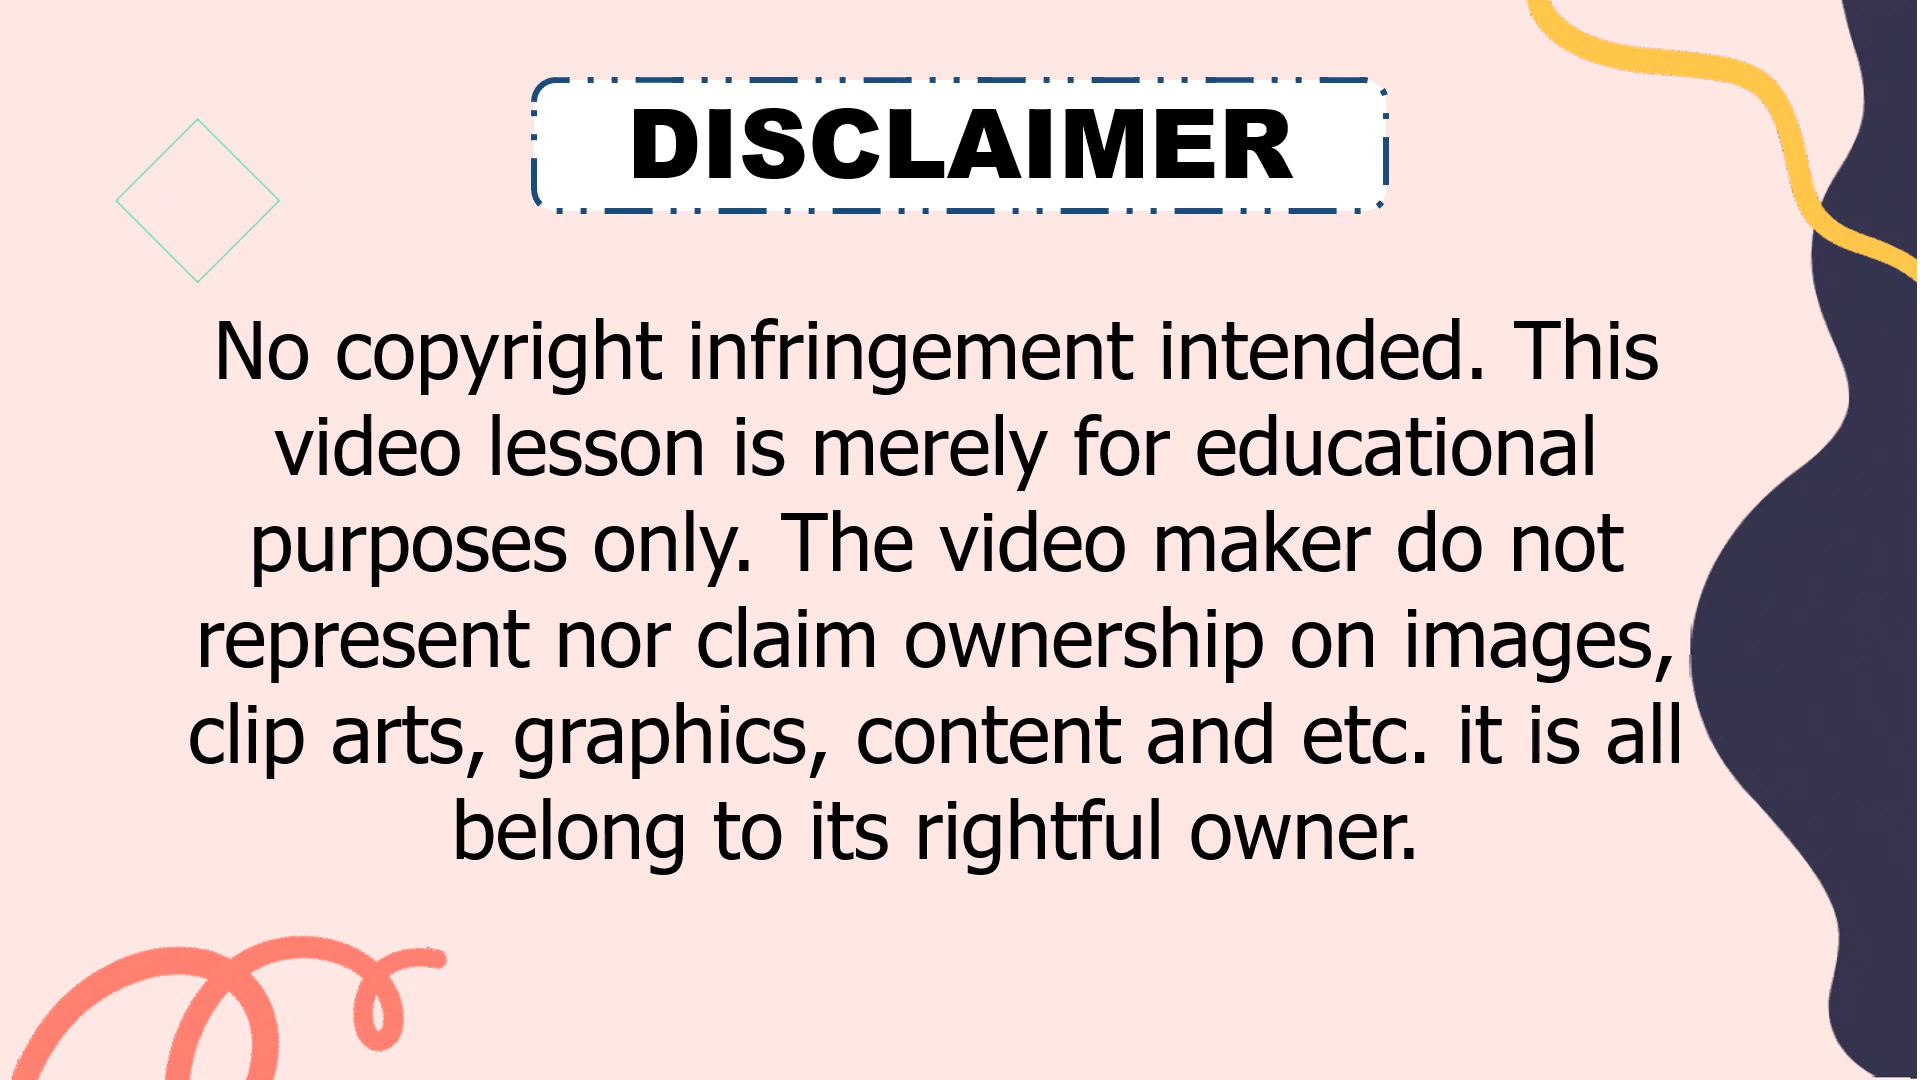 DISCLAIMER
No copyright infringement intended. This
video lesson is merely for educational
purposes only. The video maker do not
represent nor claim ownership on images,
clip arts, graphics, content and etc. it is all
belong to its rightful owner.